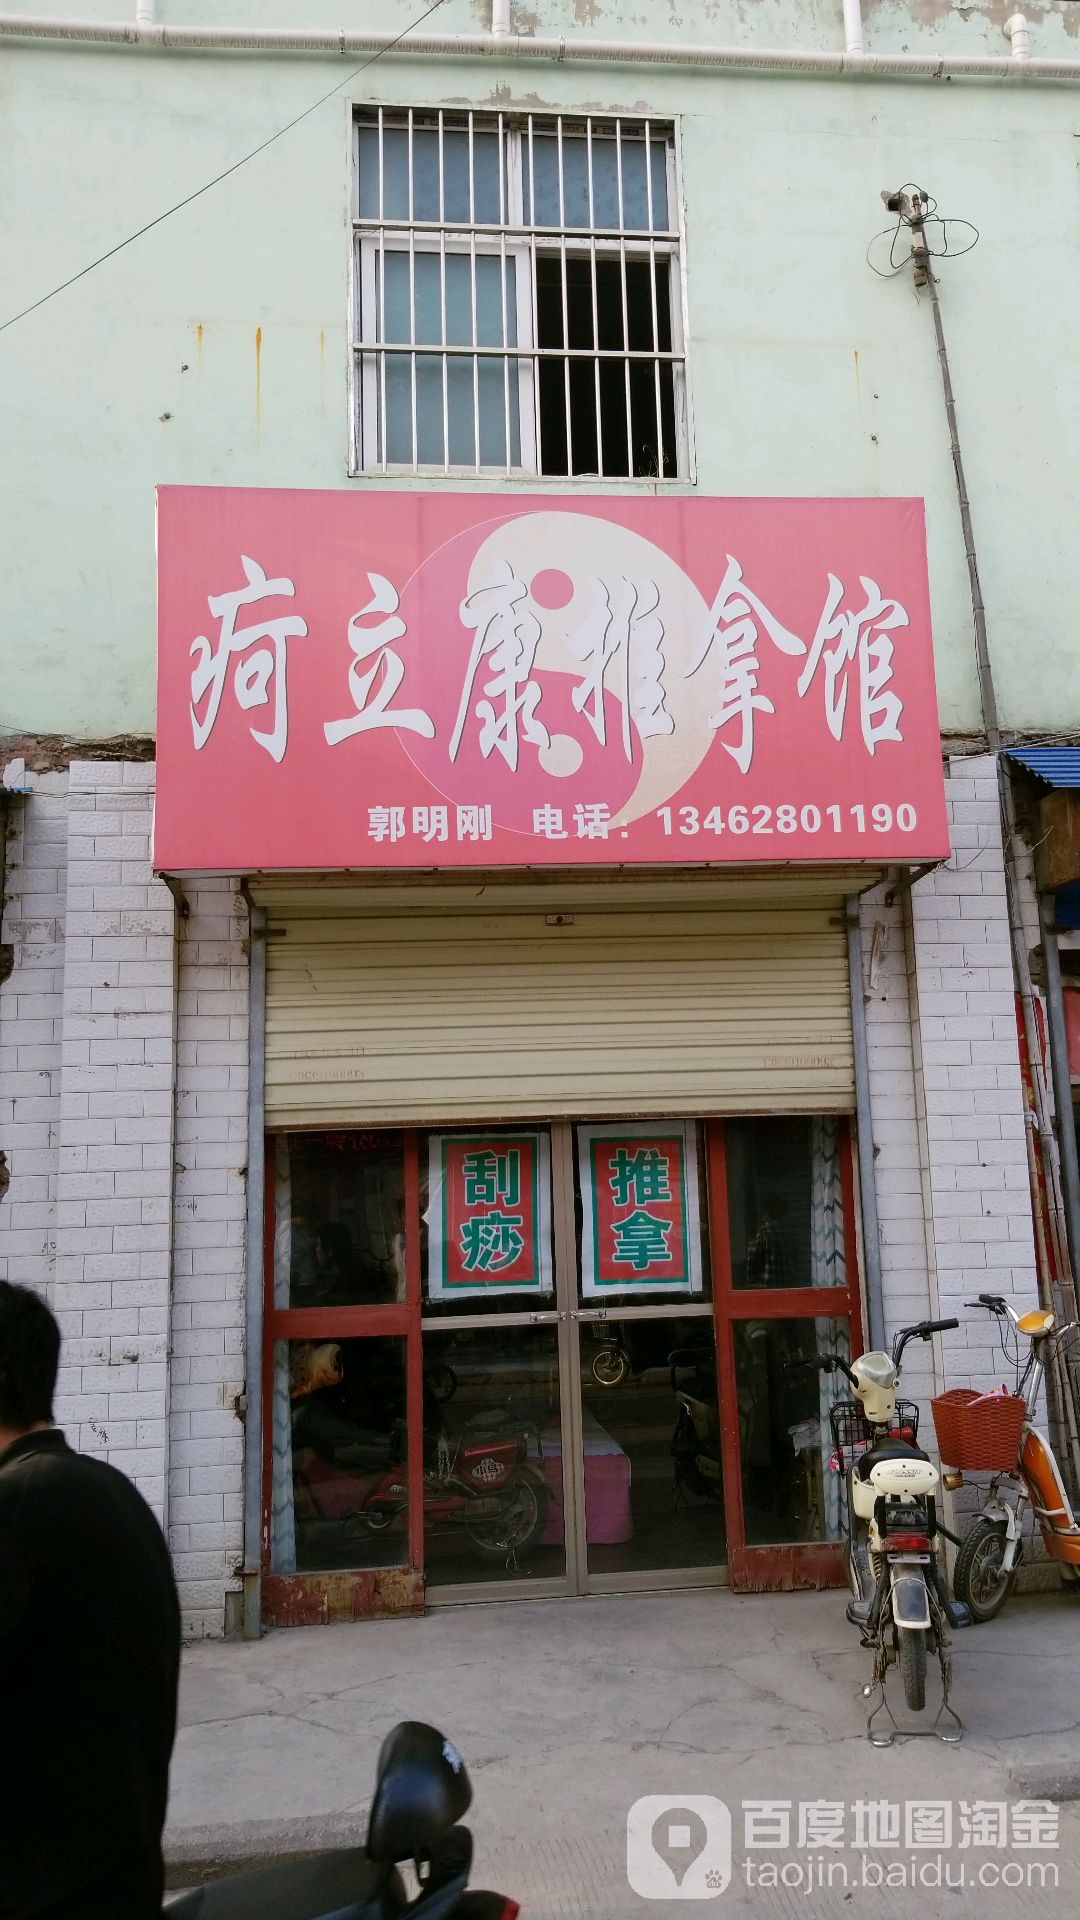 疴立康推拿馆
郭明刚 电话：13462801190
刮痧
推拿
百度地图淘金
taojin.baidu.com